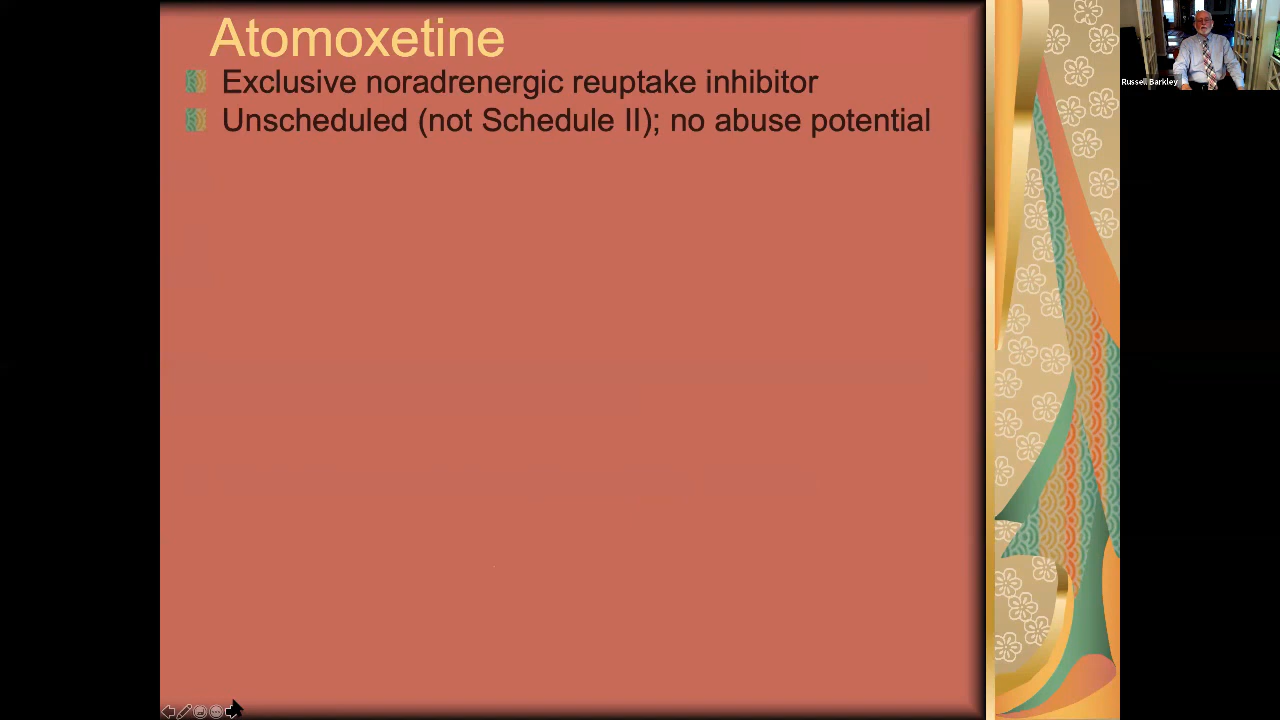 Atomoxetine
Exclusive noradrenergic reuptake inhibitor
Unscheduled (not Schedule II); no abuse potential
Russell Barkley